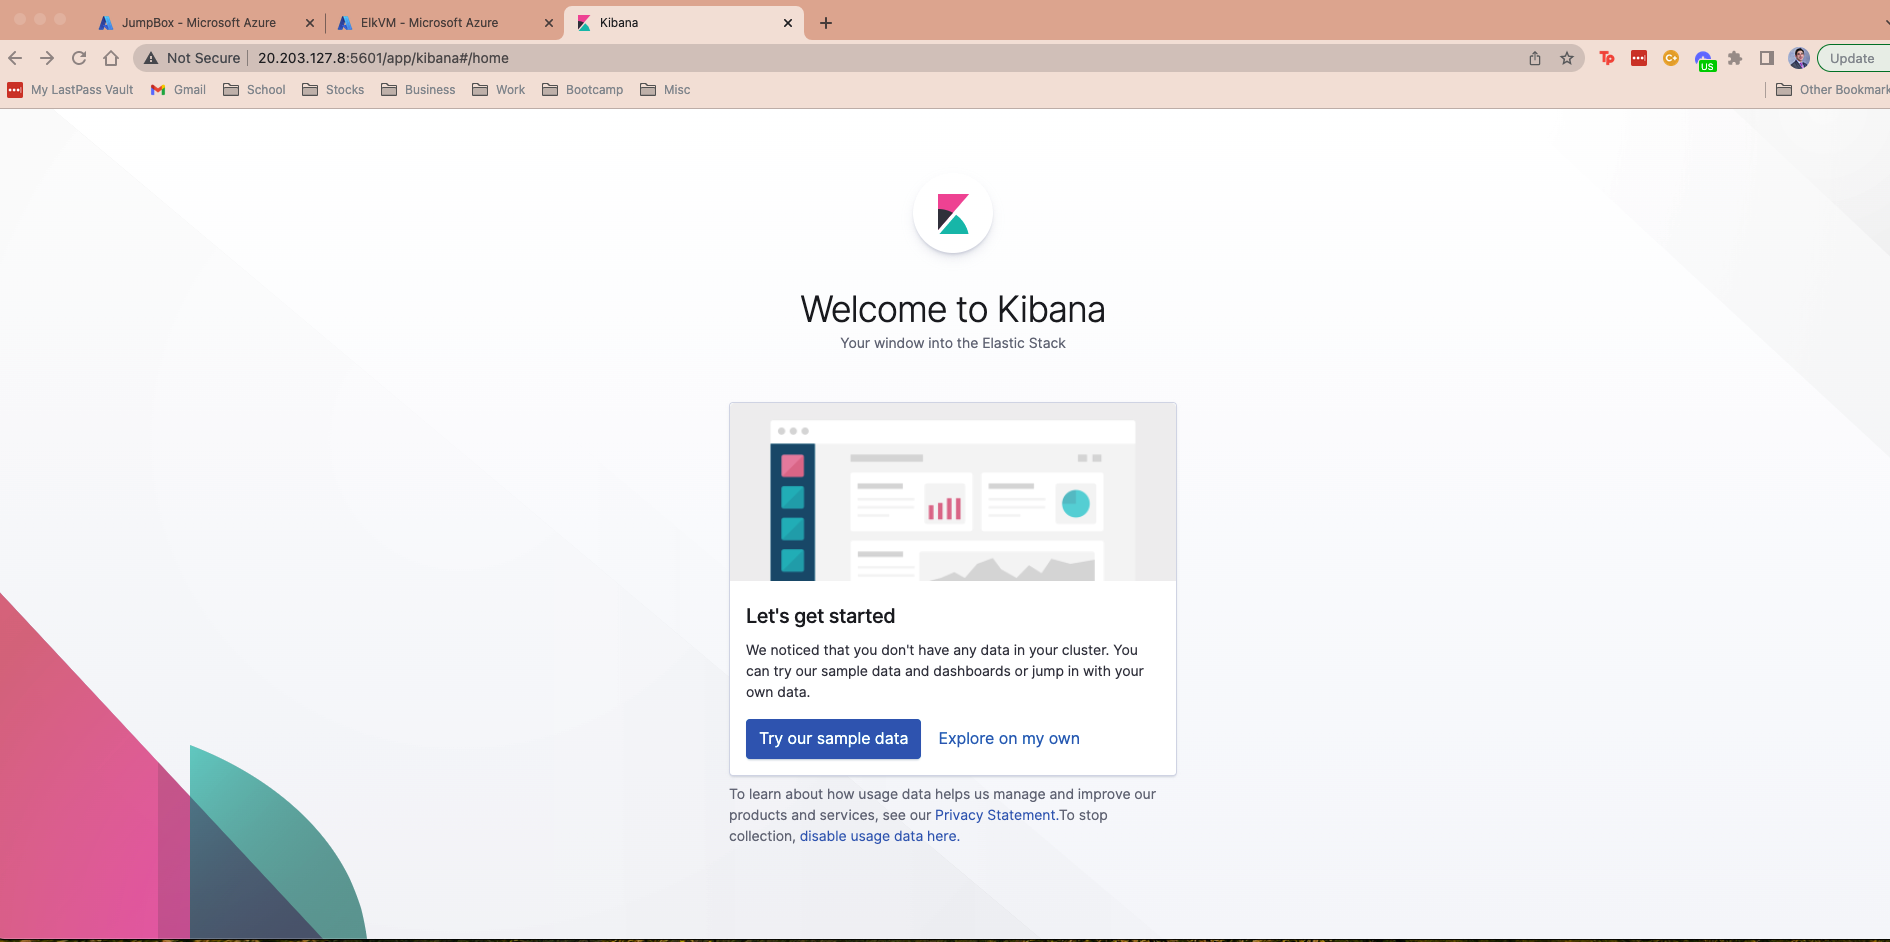 JumpBox - Microsoft Azure
ElkVM - Microsoft Azure
Kibana
Not Secure
20.203.127.8:5601/app/kibana#/home
Tp
C+
US
Update
My LastPass Vault
Gmail
School
Stocks
Business
Work
Bootcamp
Misc
Other Bookmark
Welcome to Kibana
Your window into the Elastic Stack
Let's get started
We noticed that you don't have any data in your cluster. You
can try our sample data and dashboards or jump in with your
own data.
Try our sample data
Explore on my own
To learn about how usage data helps us manage and improve our
products and services, see our Privacy Statement.To stop
collection, disable usage data here.